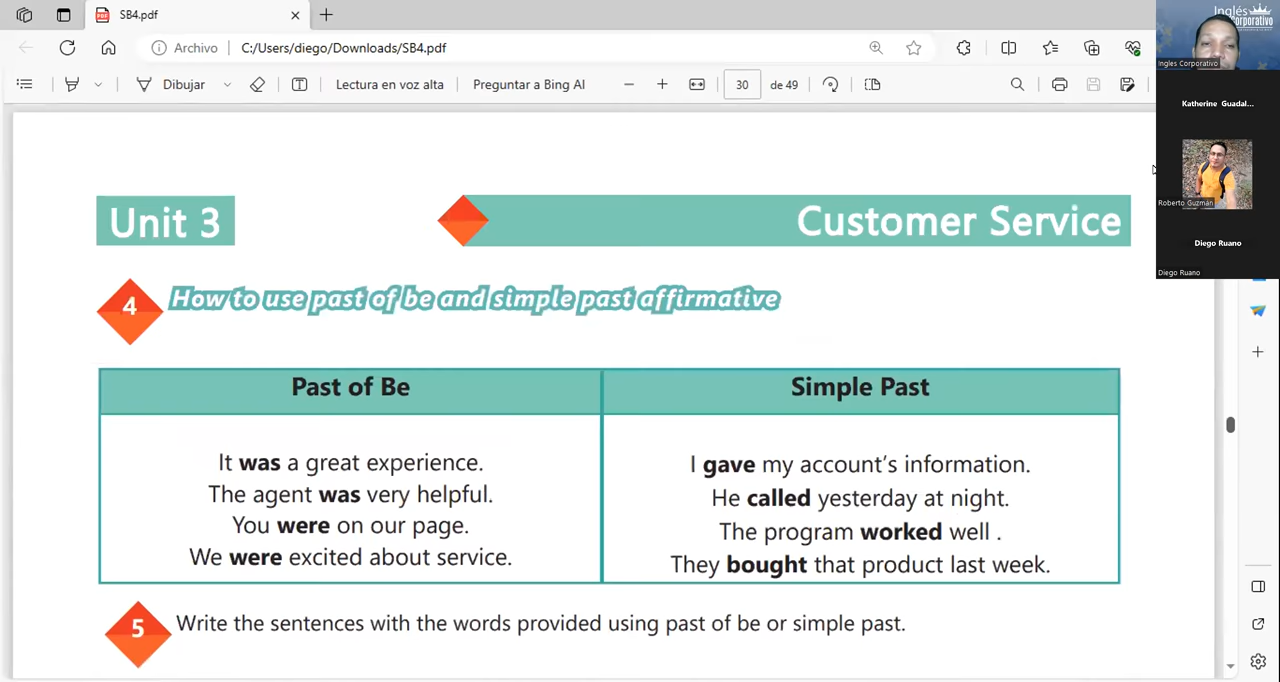 SB4.pdf
Archivo
C:/Users/diego/Downloads/SB4.pdf
Dibujar
Lectura en voz alta
Preguntar a Bing AI
30
de 49
Inglés
Corporativo
Ingles Corporativo
Katherine Guadal...
Roberto Guzmán
Diego Ruano
Diego Ruano
Unit 3
Customer Service
4
How to use past of be and simple past affirmative
Past of Be
Simple Past
It was a great experience.
The agent was very helpful.
You were on our page.
We were excited about service.
I gave my account’s information.
He called yesterday at night.
The program worked well .
They bought that product last week.
5
Write the sentences with the words provided using past of be or simple past.